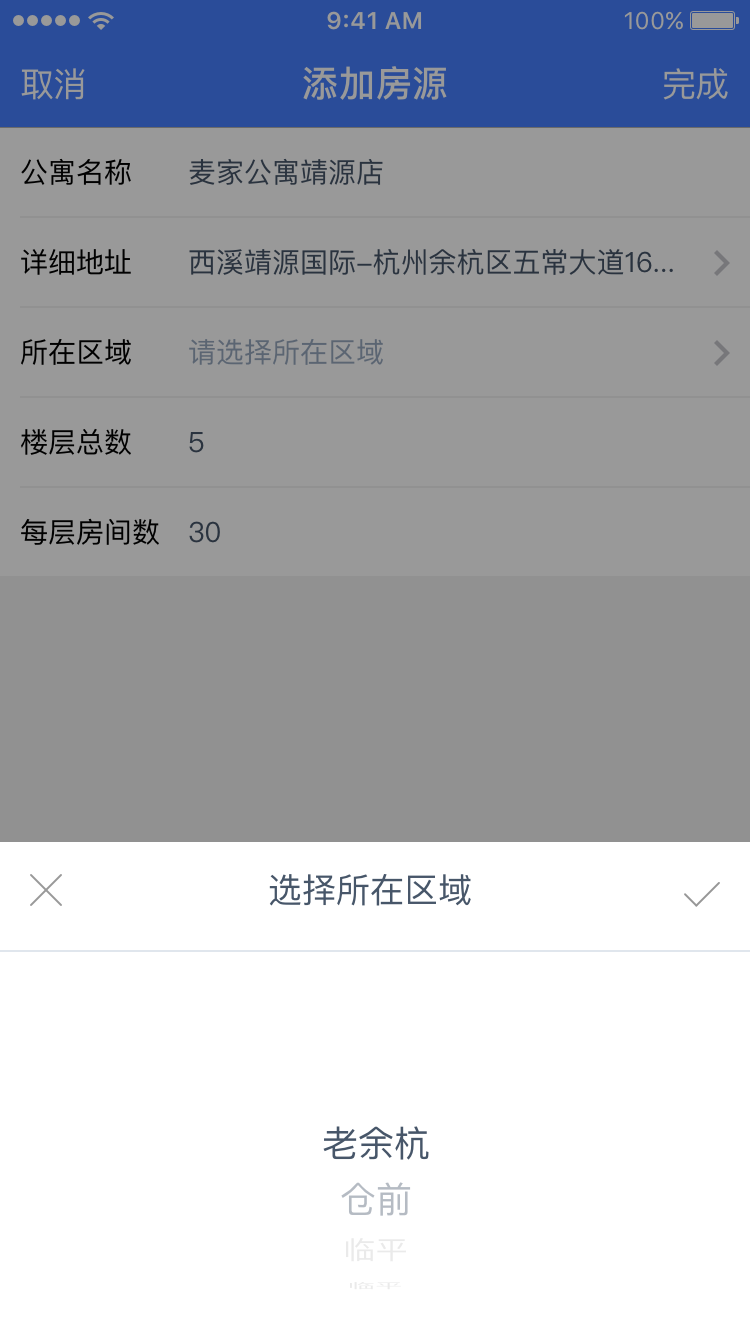 9:41 AM 100%
取消 添加房源 完成
公寓名称 麦家公寓靖源店
详细地址 西溪靖源国际–杭州余杭区五常大道16...
所在区域 请选择所在区域
楼层总数 5
每层房间数 30
选择所在区域
老余杭
仓前
临平